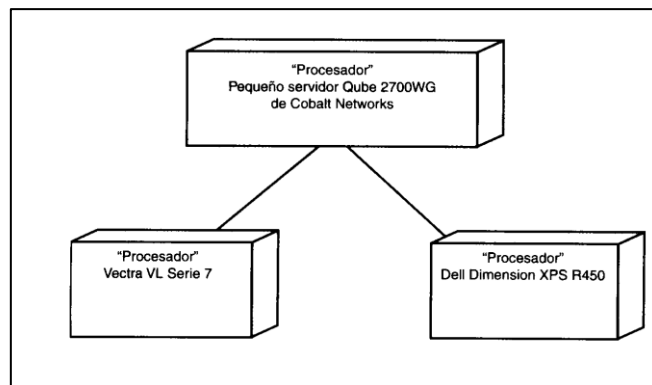 "Procesador"
Pequeño servidor Qube 2700WG
de Cobalt Networks
"Procesador"
Vectra VL Serie 7
"Procesador"
Dell Dimension XPS R450